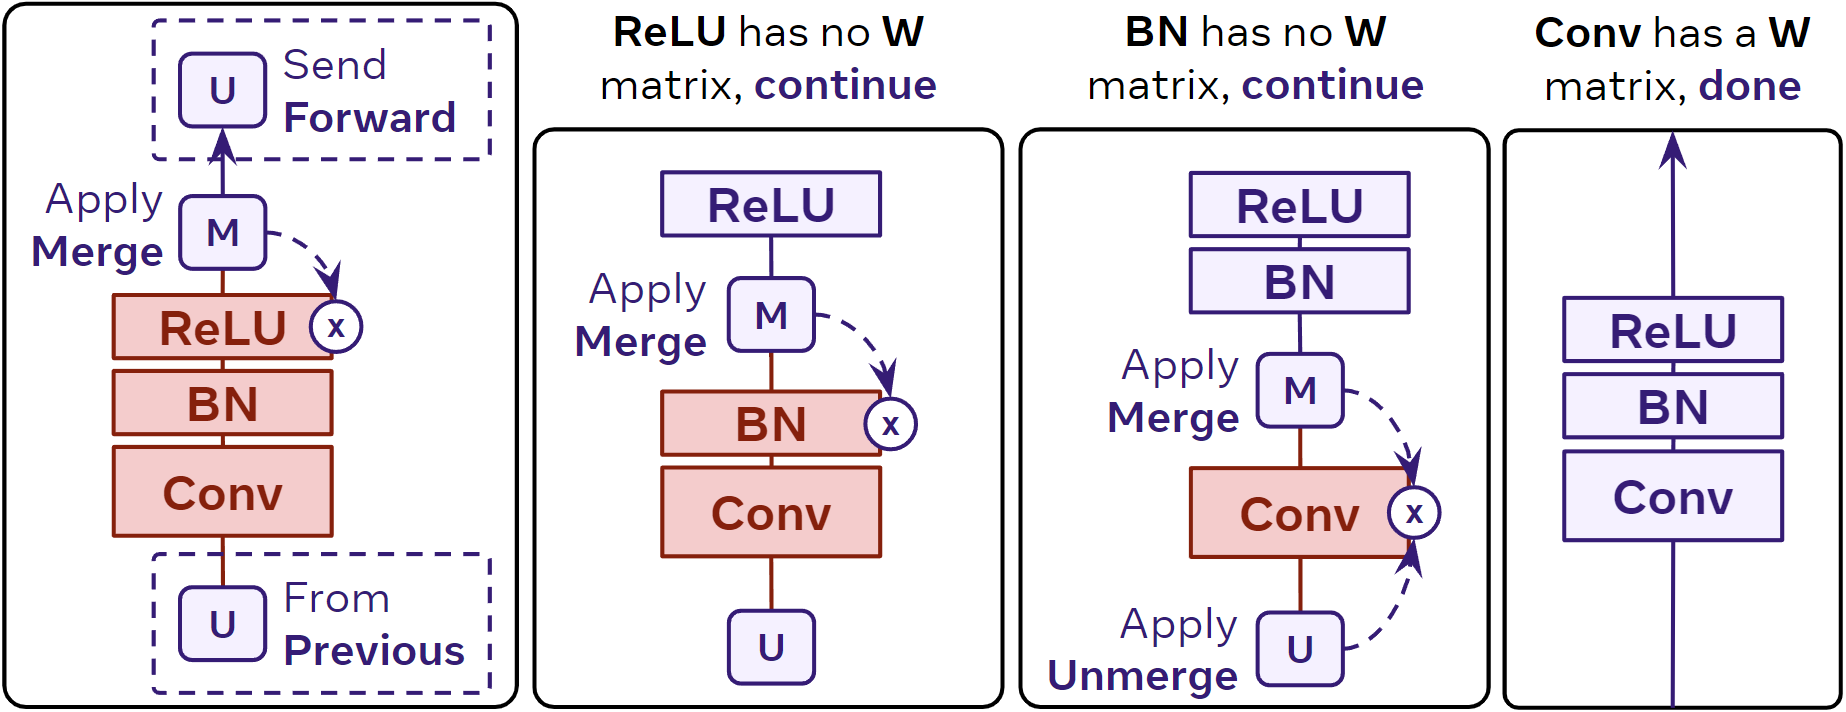 U
Send
Forward
Apply
Merge
M
ReLU
x
BN
Conv
U
From
Previous
ReLU has no W
matrix, continue
ReLU
Apply
Merge
M
BN
x
Conv
U
BN has no W
matrix, continue
ReLU
BN
Apply
Merge
M
Conv
x
Apply
Unmerge
U
Conv has a W
matrix, done
ReLU
BN
Conv